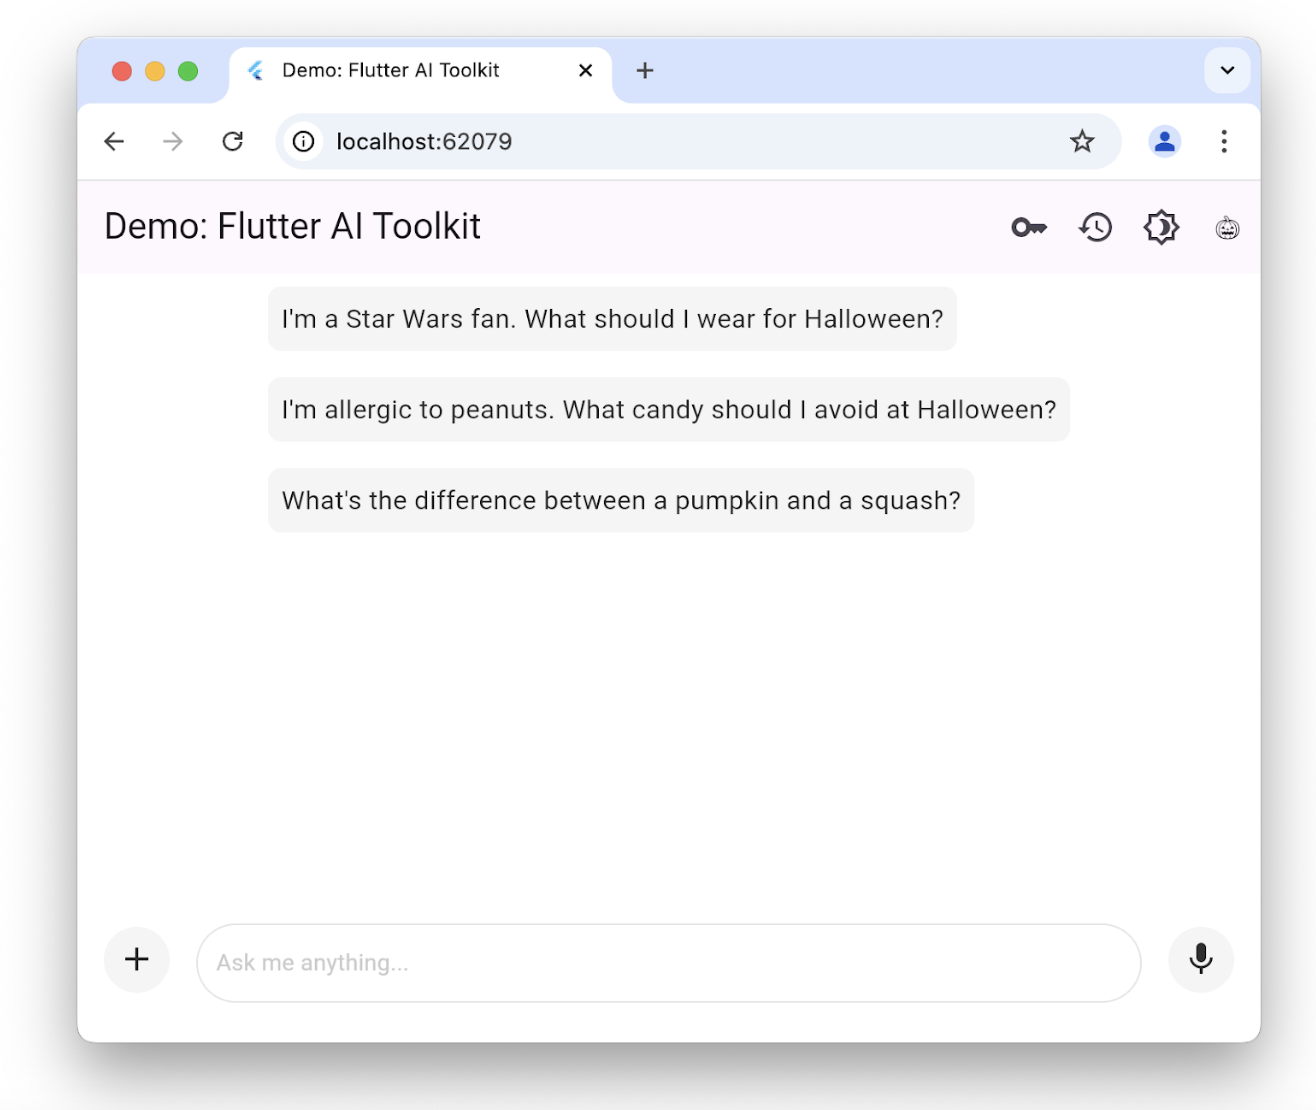 Demo: Flutter AI Toolkit
localhost:62079
Demo: Flutter AI Toolkit
I'm a Star Wars fan. What should I wear for Halloween?
I'm allergic to peanuts. What candy should I avoid at Halloween?
What's the difference between a pumpkin and a squash?
Ask me anything...